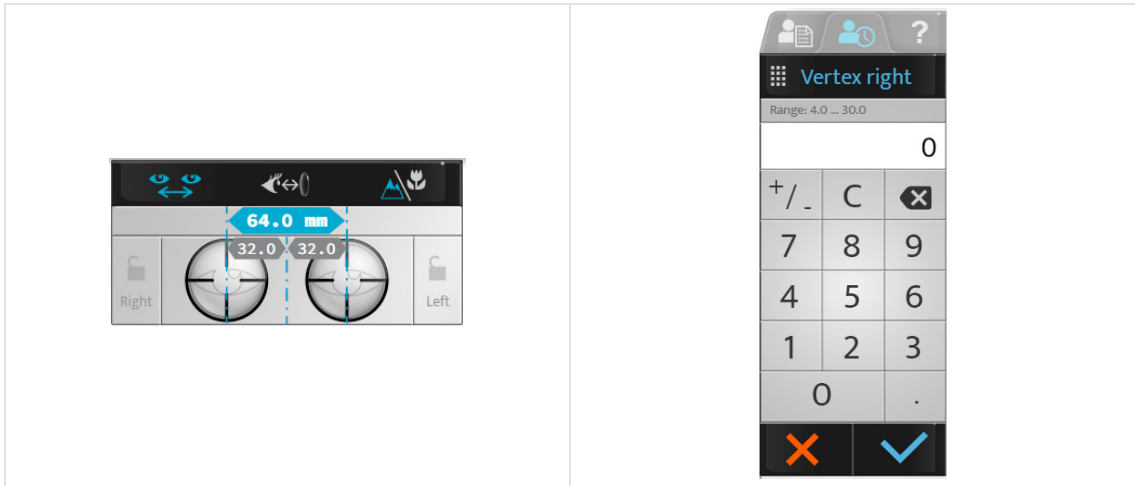 64.0 mm
32.0 32.0
Right Left
?
Vertex right
Range: 4.0 ... 30.0
0
+/- C
7 8 9
4 5 6
1 2 3
0 .